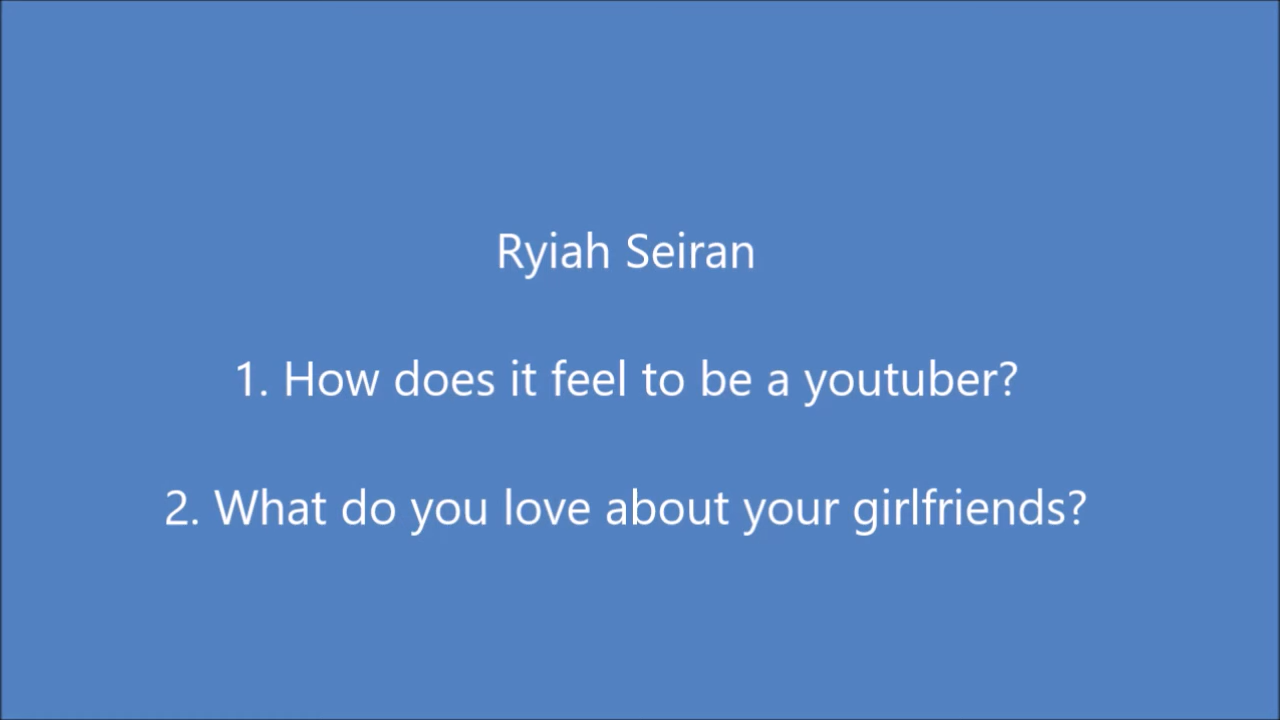 Ryiah Seiran
1. How does it feel to be a youtuber?
2. What do you love about your girlfriends?